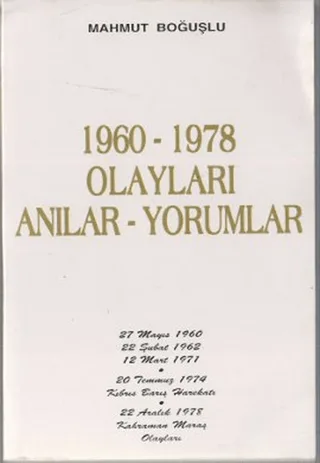 MAHMUT BOĞUŞLU
1960 - 1978
OLAYLARI
ANILAR - YORUMLAR
27 Mayıs 1960
22 Şubat 1962
12 Mart 1971
•
20 Temmuz 1974
Kıbrıs Barış Harekatı
•
22 Aralık 1978
Kahraman Maraş
Olayları